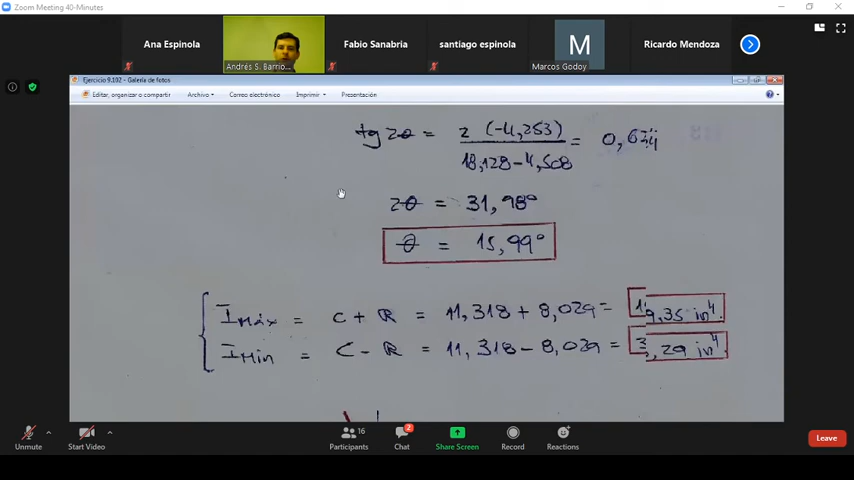 Zoom Meeting 40-Minutes
Ana Espinola
Andrés S. Barrio...
Fabio Sanabria
santiago espinola
M
Marcos Godoy
Ricardo Mendoza
Ejercicio 9.102 - Galería de fotos
Editar, organizar o compartir Archivo Correo electrónico Imprimir Presentación
tg 2θ = 2 (-4,253) / 18,128-4,508 = 0,6
2θ = 31,98°
θ = 15,99°
I Máx = C + R = 11,318 + 8,029 = 19,35 in⁴.
I Min = C - R = 11,318 - 8,029 = 3,29 in⁴.
Unmute
Start Video
16
Participants
2
Chat
Share Screen
Record
Reactions
Leave